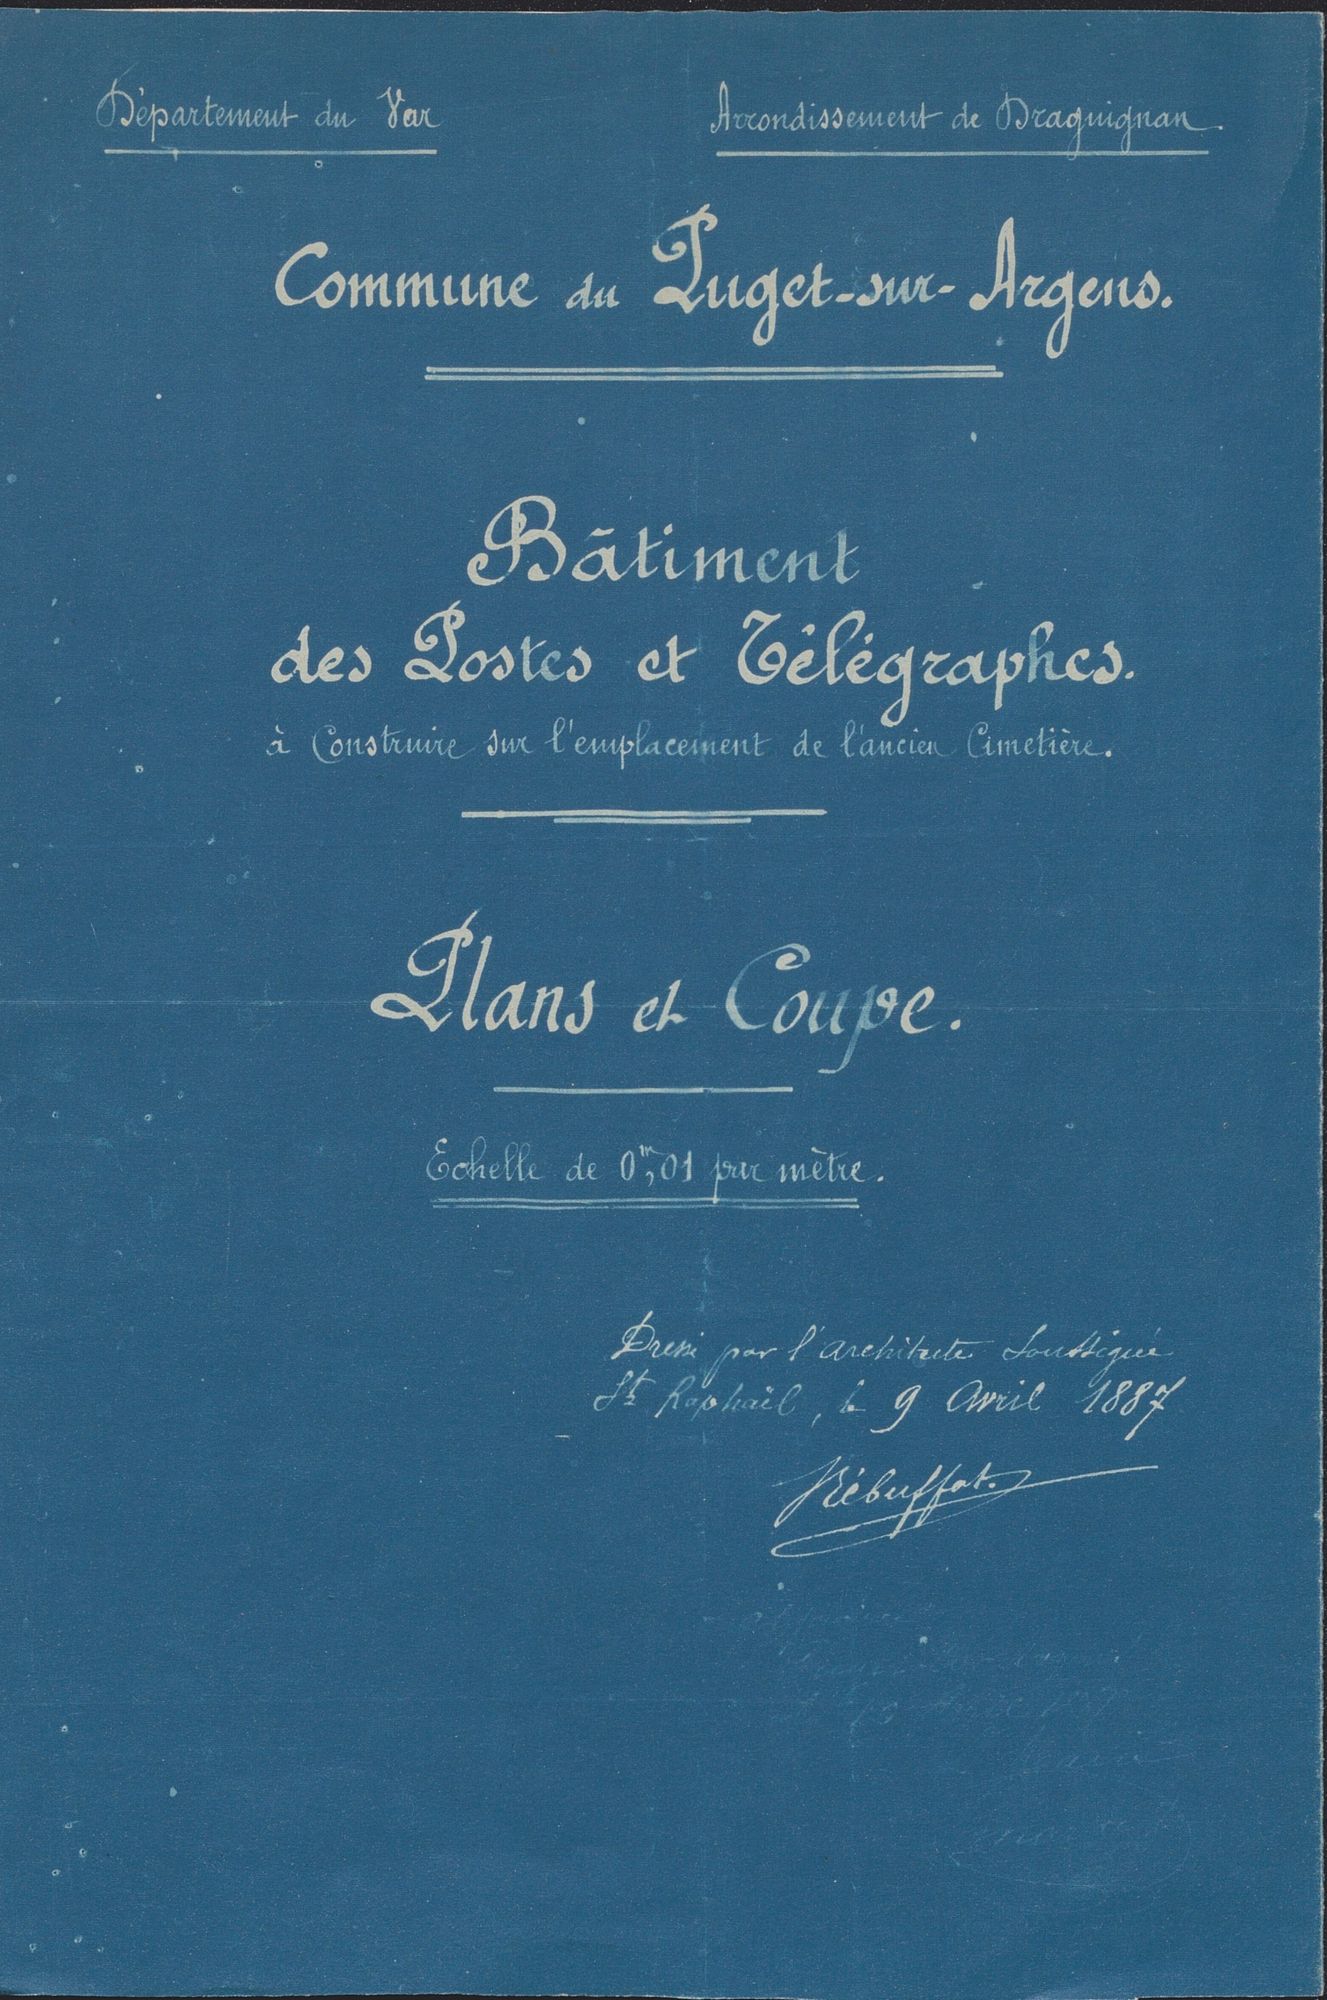 Département du Var
Arrondissement de Draguignan.
Commune du Puget-sur-Argens.
Bâtiment
des Postes et Télégraphes.
à Construire sur l'emplacement de l'ancien Cimetière.
Plans et Coupe.
Echelle de 0m,01 par mètre.
Dressé par l'architecte soussigné
St Raphaël, le 9 Avril 1887
Rébuffat.